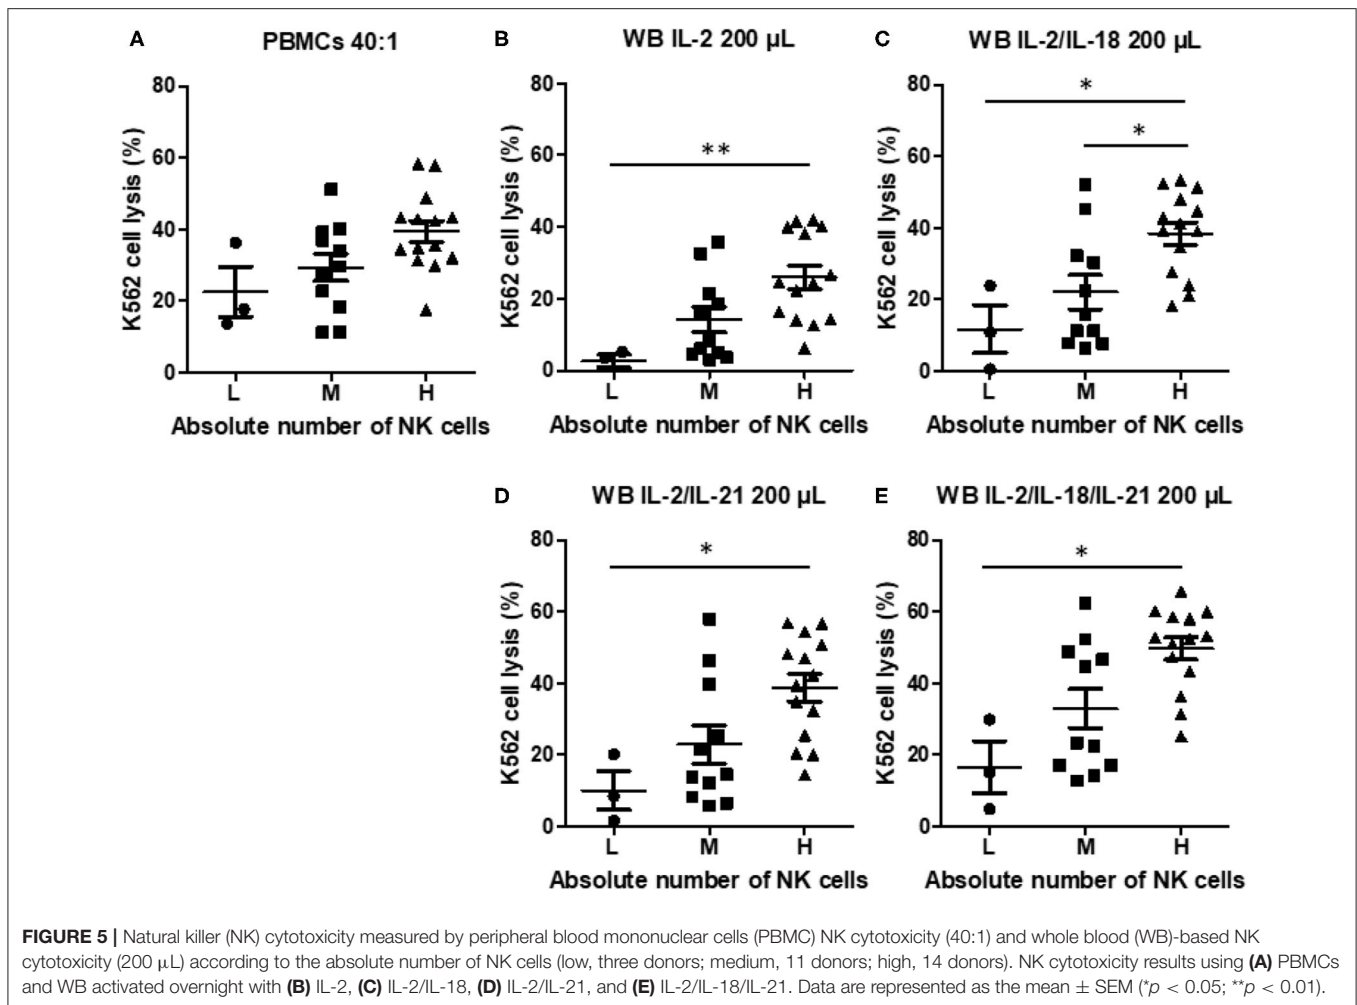 A
PBMCs 40:1
K562 cell lysis (%)
80
60
40
20
0
L M H
Absolute number of NK cells
B
WB IL-2 200 µL
K562 cell lysis (%)
80
60
40
20
0
**
L M H
Absolute number of NK cells
C
WB IL-2/IL-18 200 µL
K562 cell lysis (%)
80
60
40
20
0
*
*
L M H
Absolute number of NK cells
D
WB IL-2/IL-21 200 µL
K562 cell lysis (%)
80
60
40
20
0
*
L M H
Absolute number of NK cells
E
WB IL-2/IL-18/IL-21 200 µL
K562 cell lysis (%)
80
60
40
20
0
*
L M H
Absolute number of NK cells
FIGURE 5 | Natural killer (NK) cytotoxicity measured by peripheral blood mononuclear cells (PBMC) NK cytotoxicity (40:1) and whole blood (WB)-based NK
cytotoxicity (200 µL) according to the absolute number of NK cells (low, three donors; medium, 11 donors; high, 14 donors). NK cytotoxicity results using (A) PBMCs
and WB activated overnight with (B) IL-2, (C) IL-2/IL-18, (D) IL-2/IL-21, and (E) IL-2/IL-18/IL-21. Data are represented as the mean ± SEM (*p < 0.05; **p < 0.01).